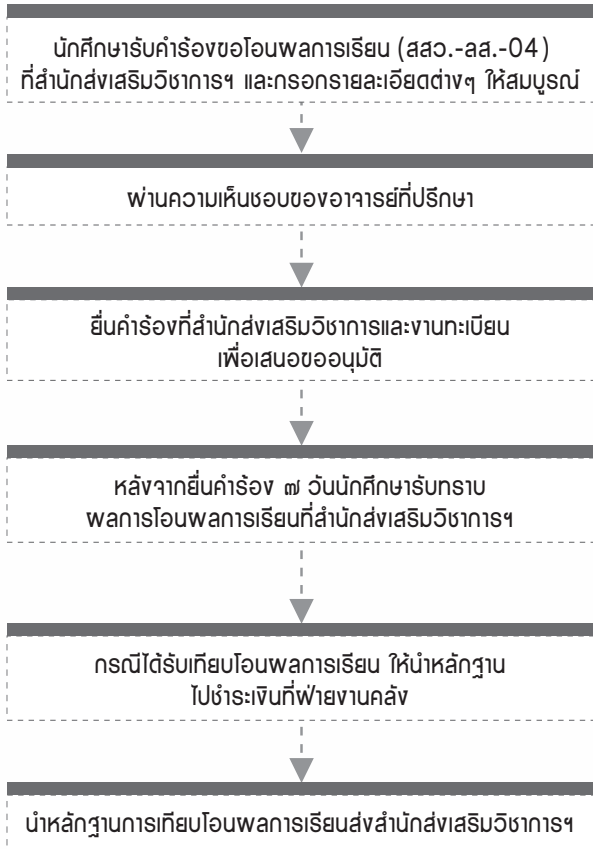 นักศึกษารับคำร้องขอโอนผลการเรียน (สสว.-ลส.-04)
ที่สำนักส่งเสริมวิชาการฯ และกรอกรายละเอียดต่างๆ ให้สมบูรณ์
ผ่านความเห็นชอบของอาจารย์ที่ปรึกษา
ยื่นคำร้องที่สำนักส่งเสริมวิชาการและงานทะเบียน
เพื่อเสนอขออนุมัติ
หลังจากยื่นคำร้อง ๗ วันนักศึกษารับทราบ
ผลการโอนผลการเรียนที่สำนักส่งเสริมวิชาการฯ
กรณีได้รับเทียบโอนผลการเรียน ให้นำหลักฐาน
ไปชำระเงินที่ฝ่ายงานคลัง
นำหลักฐานการเทียบโอนผลการเรียนส่งสำนักส่งเสริมวิชาการฯ